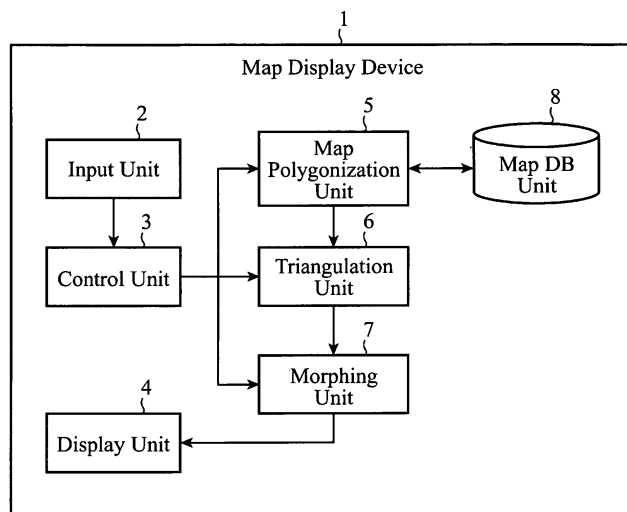 1
Map Display Device
2
Input Unit
3
Control Unit
4
Display Unit
5
Map
Polygonization
Unit
6
Triangulation
Unit
7
Morphing
Unit
8
Map DB
Unit